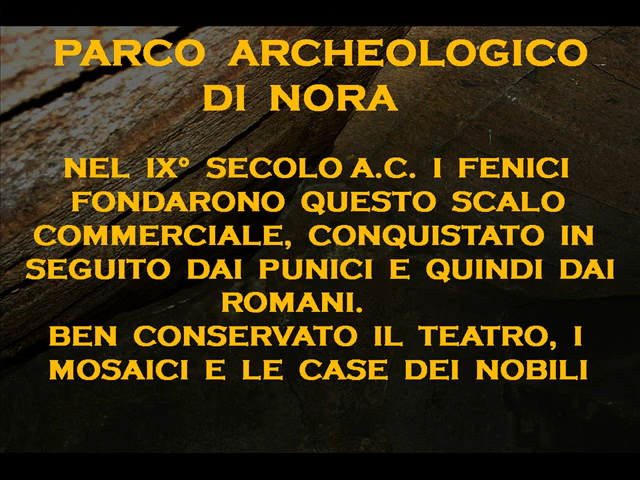 PARCO ARCHEOLOGICO
DI NORA
NEL IX° SECOLO A.C. I FENICI
FONDARONO QUESTO SCALO
COMMERCIALE, CONQUISTATO IN
SEGUITO DAI PUNICI E QUINDI DAI
ROMANI.
BEN CONSERVATO IL TEATRO, I
MOSAICI E LE CASE DEI NOBILI